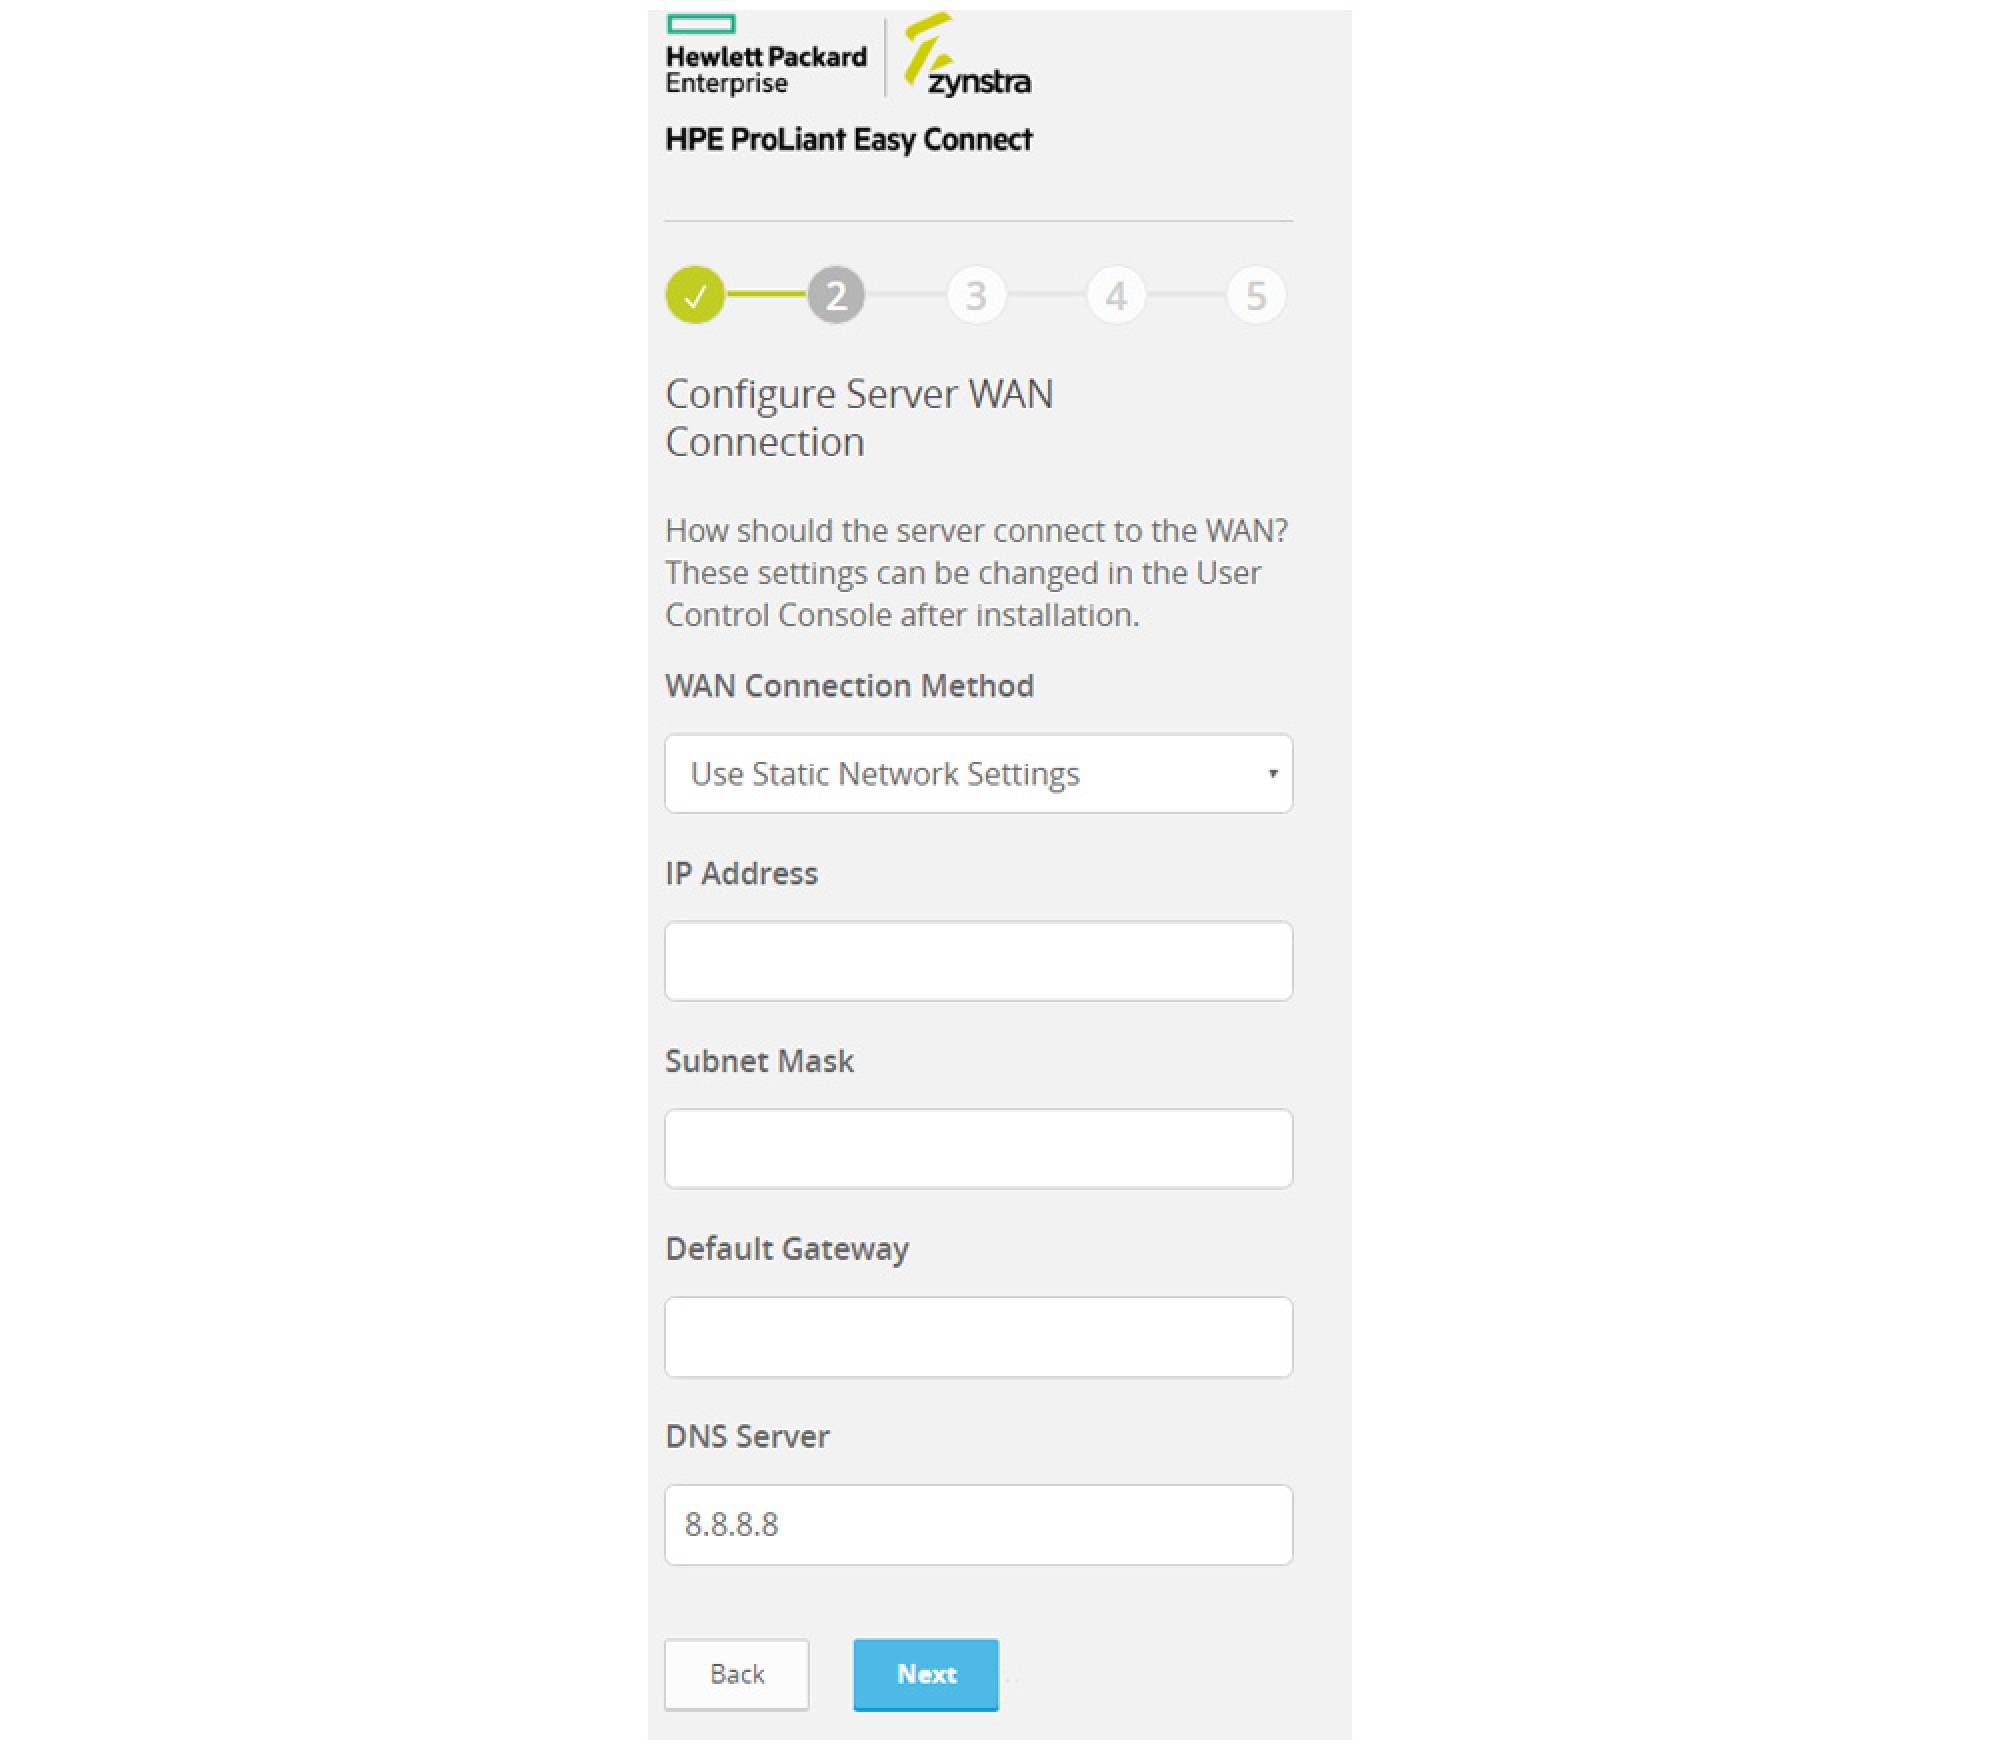 Hewlett Packard
Enterprise
zynstra
HPE ProLiant Easy Connect
2
3
4
5
Configure Server WAN
Connection
How should the server connect to the WAN?
These settings can be changed in the User
Control Console after installation.
WAN Connection Method
Use Static Network Settings
IP Address
Subnet Mask
Default Gateway
DNS Server
8.8.8.8
Back
Next